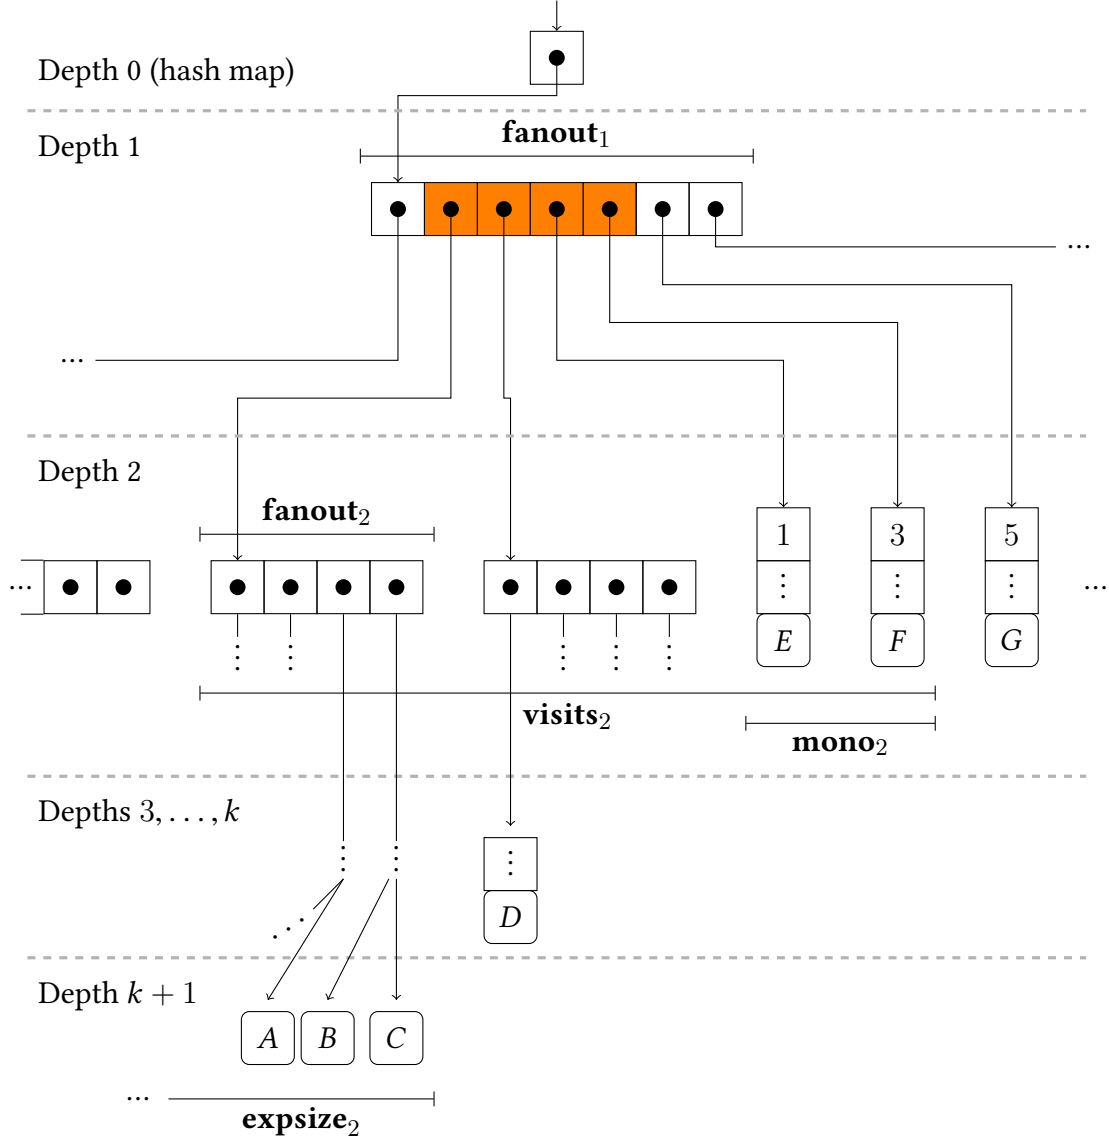 Depth 0 (hash map)
Depth 1
fanout₁
...
...
Depth 2
fanout₂
1
3
5
...
⋮
⋮
⋮
...
E
F
G
⋮
⋮
⋮
⋮
⋮
visits₂
mono₂
Depths 3, . . . , k
⋮
⋮
⋮
D
⋰
Depth k + 1
A
B
C
...
expsize₂